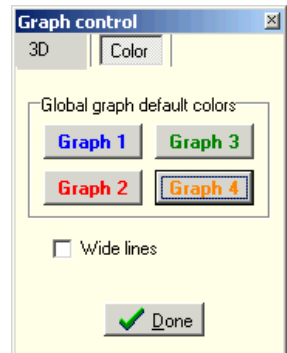 Graph control
3D Color
Global graph default colors
Graph 1 Graph 3
Graph 2 Graph 4
Wide lines
Done